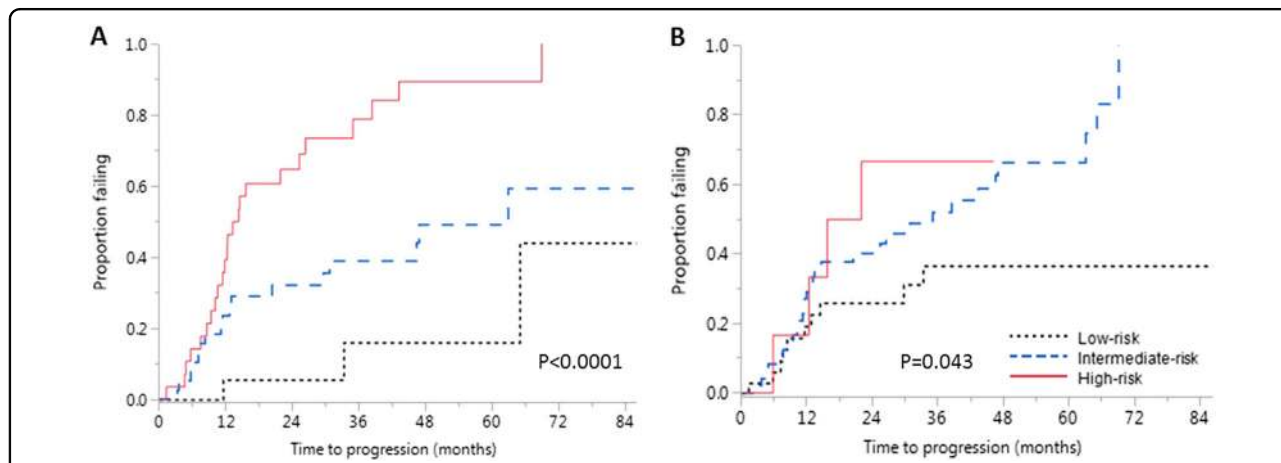 A
1.0
0.8
0.6
0.4
0.2
0.0
Proportion failing
P<0.0001
0 12 24 36 48 60 72 84
Time to progression (months)
B
1.0
0.8
0.6
0.4
0.2
0.0
Proportion failing
P=0.043
Low-risk
Intermediate-risk
High-risk
0 12 24 36 48 60 72 84
Time to progression (months)